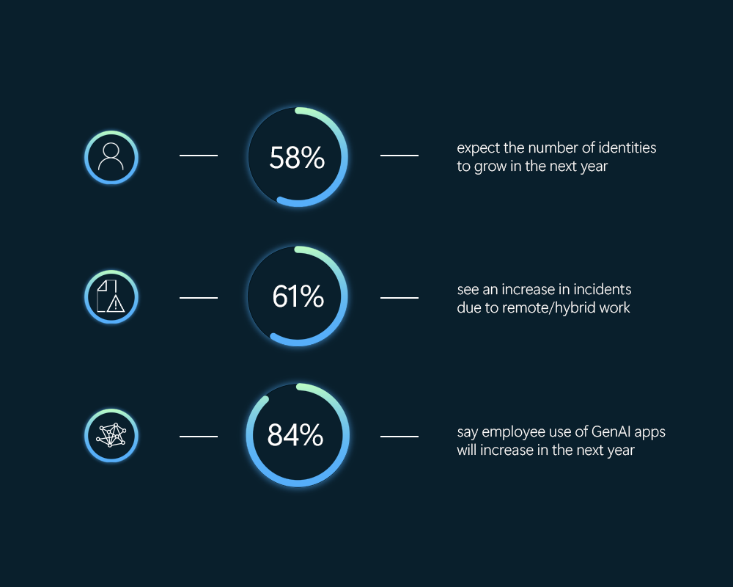 58%
expect the number of identities
to grow in the next year
61%
see an increase in incidents
due to remote/hybrid work
84%
say employee use of GenAI apps
will increase in the next year